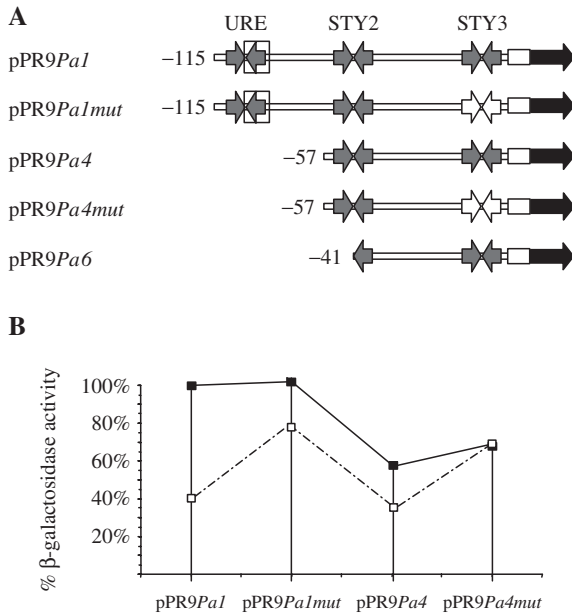 A
URE STY2 STY3
pPR9Pa1 −115
pPR9Pa1mut −115
pPR9Pa4 −57
pPR9Pa4mut −57
pPR9Pa6 −41
B
% β-galactosidase activity
100%
80%
60%
40%
20%
pPR9Pa1 pPR9Pa1mut pPR9Pa4 pPR9Pa4mut